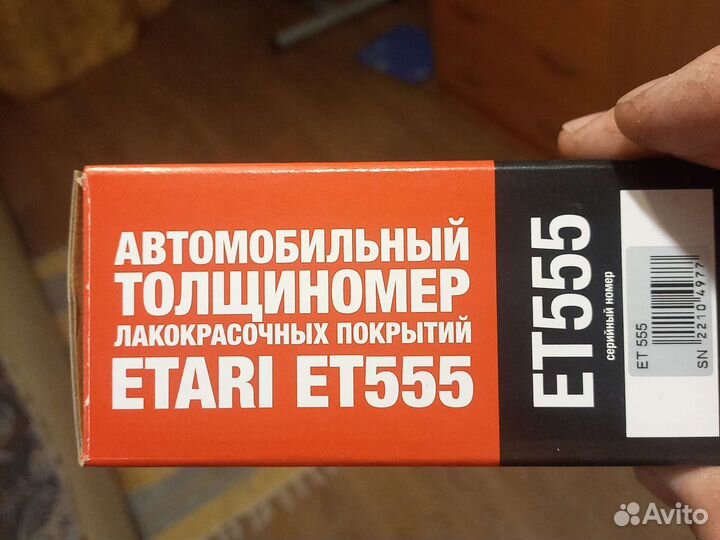 АВТОМОБИЛЬНЫЙ
ТОЛЩИНОМЕР
ЛАКОКРАСОЧНЫХ ПОКРЫТИЙ
ETARI ET555
ET555
серийный номер
ET 555
SN 2210 4977
Avito